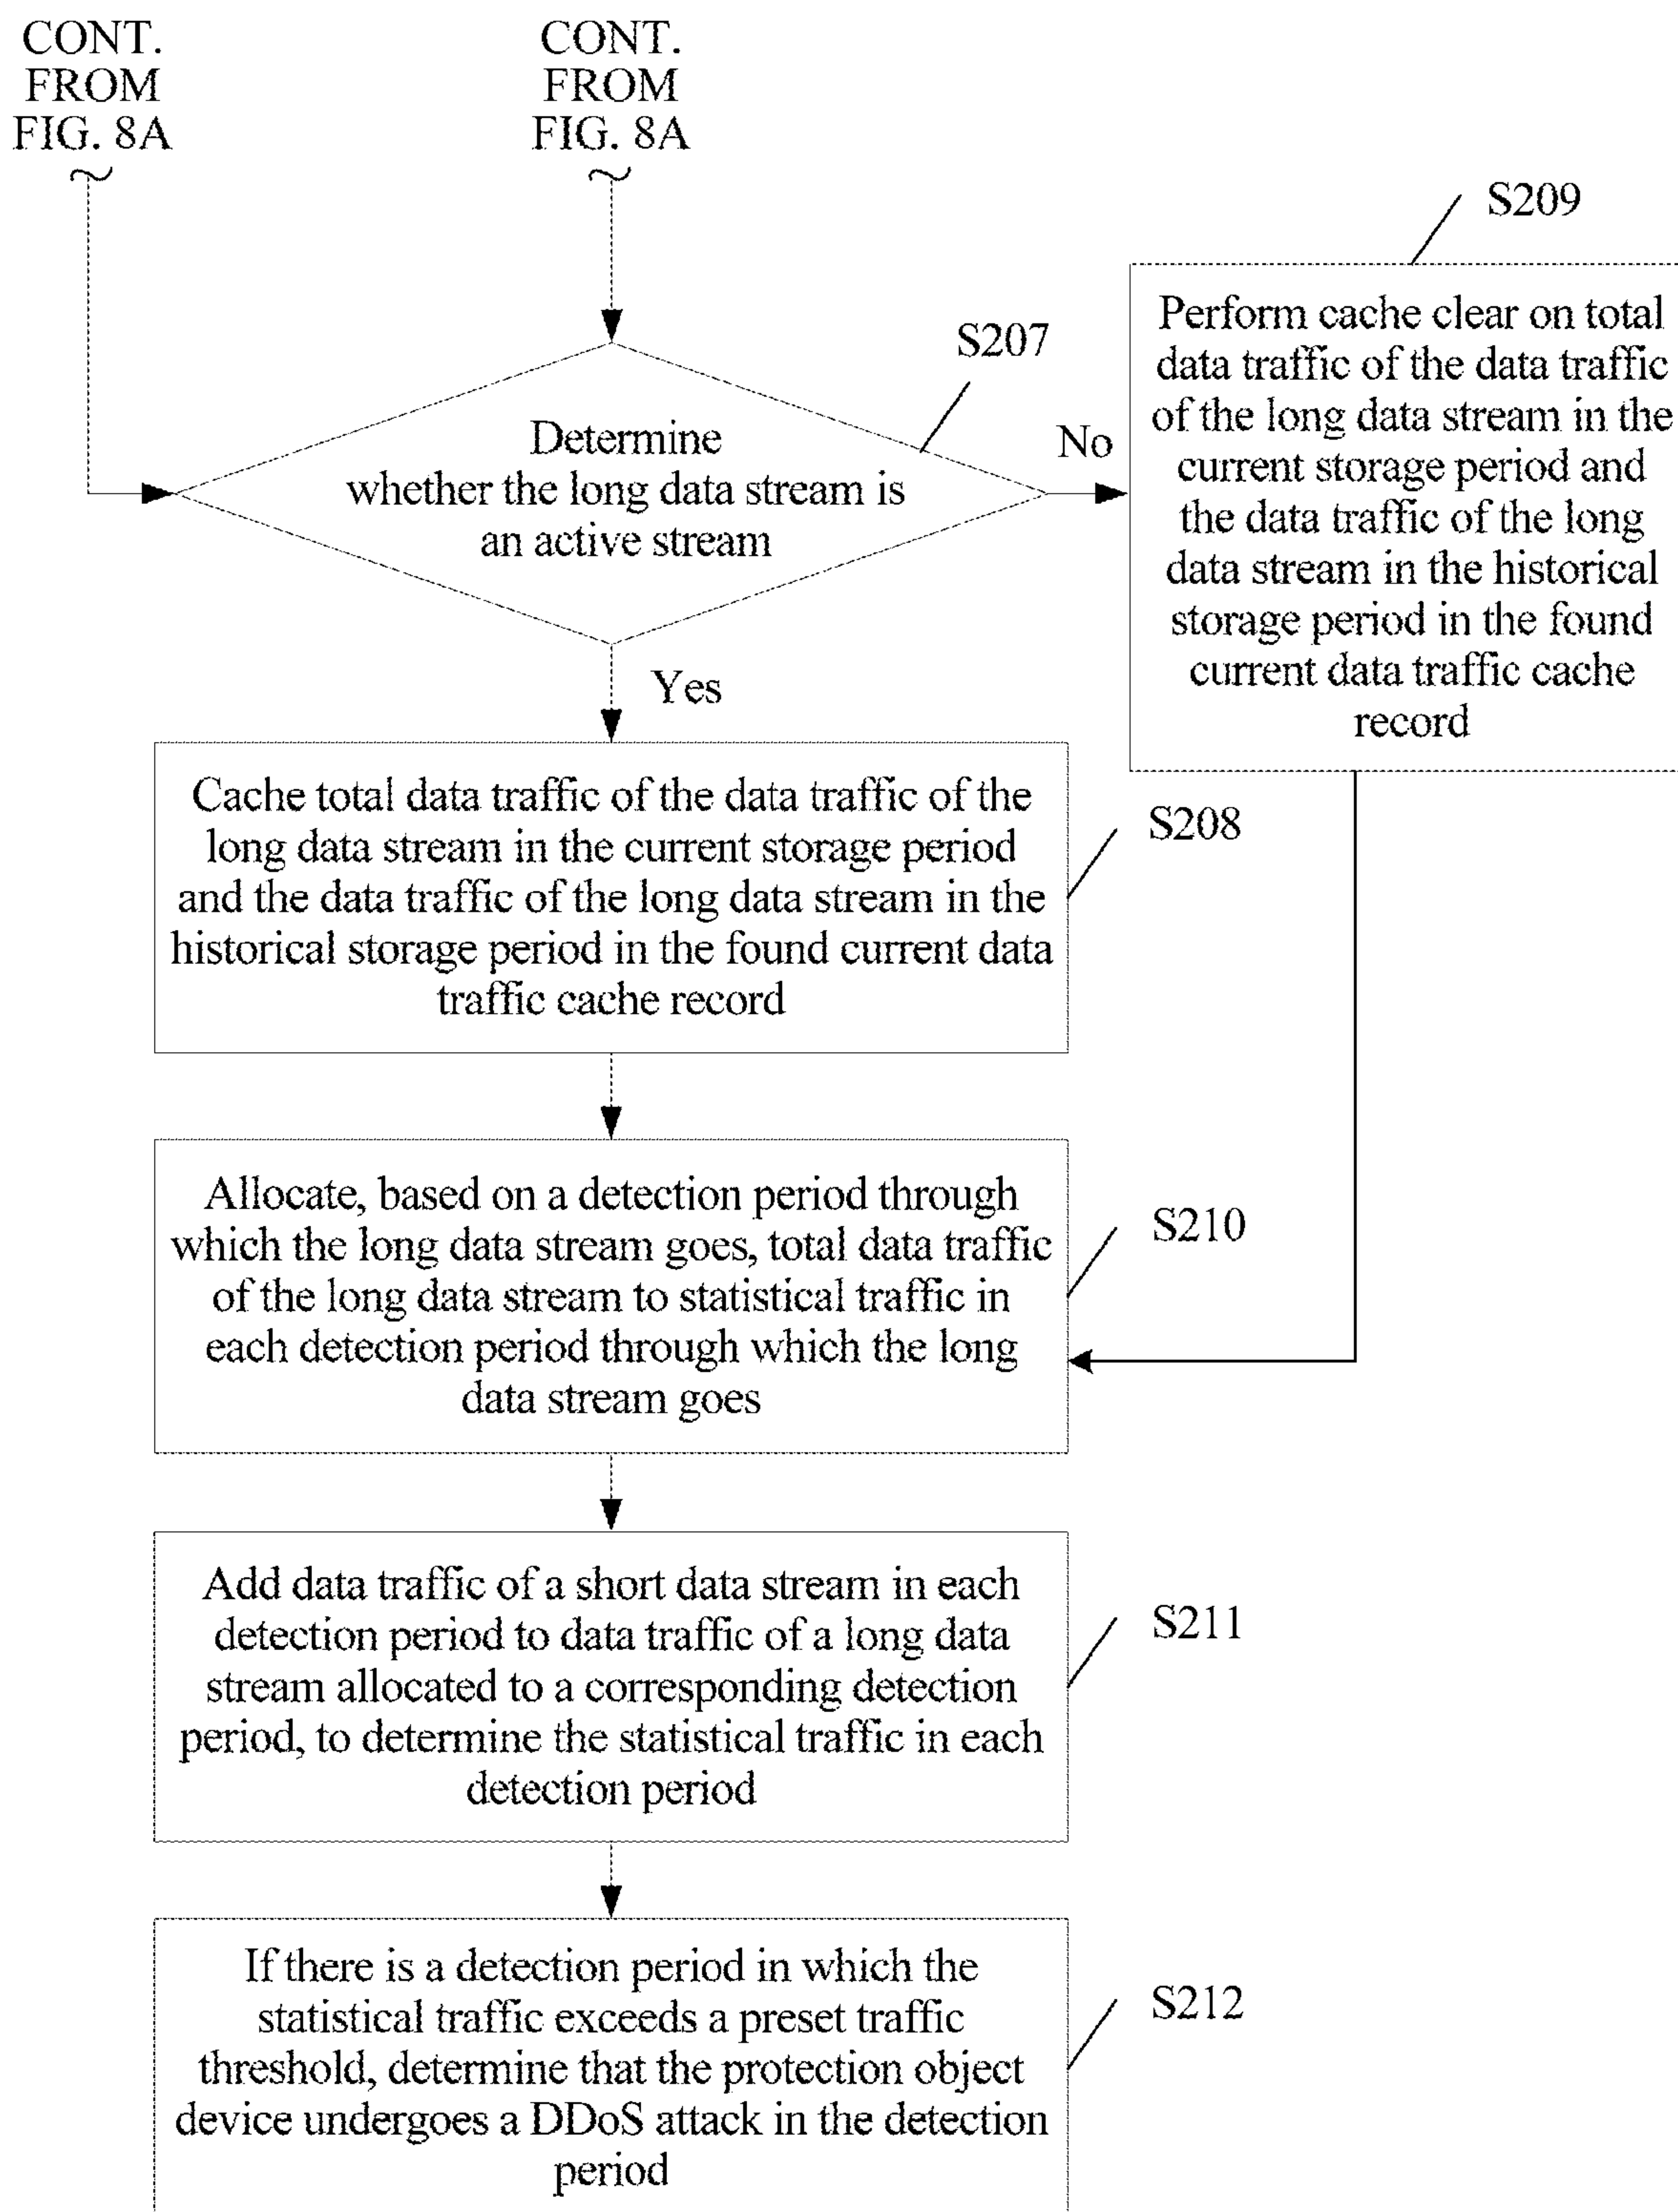 CONT.
FROM
FIG. 8A
CONT.
FROM
FIG. 8A
S209
Perform cache clear on total
data traffic of the data traffic
of the long data stream in the
current storage period and
the data traffic of the long
data stream in the historical
storage period in the found
current data traffic cache
record
S207
Determine
whether the long data stream is
an active stream
No
Yes
Cache total data traffic of the data traffic of the
long data stream in the current storage period
and the data traffic of the long data stream in the
historical storage period in the found current data
traffic cache record
S208
Allocate, based on a detection period through
which the long data stream goes, total data traffic
of the long data stream to statistical traffic in
each detection period through which the long
data stream goes
S210
Add data traffic of a short data stream in each
detection period to data traffic of a long data
stream allocated to a corresponding detection
period, to determine the statistical traffic in each
detection period
S211
If there is a detection period in which the
statistical traffic exceeds a preset traffic
threshold, determine that the protection object
device undergoes a DDoS attack in the detection
period
S212